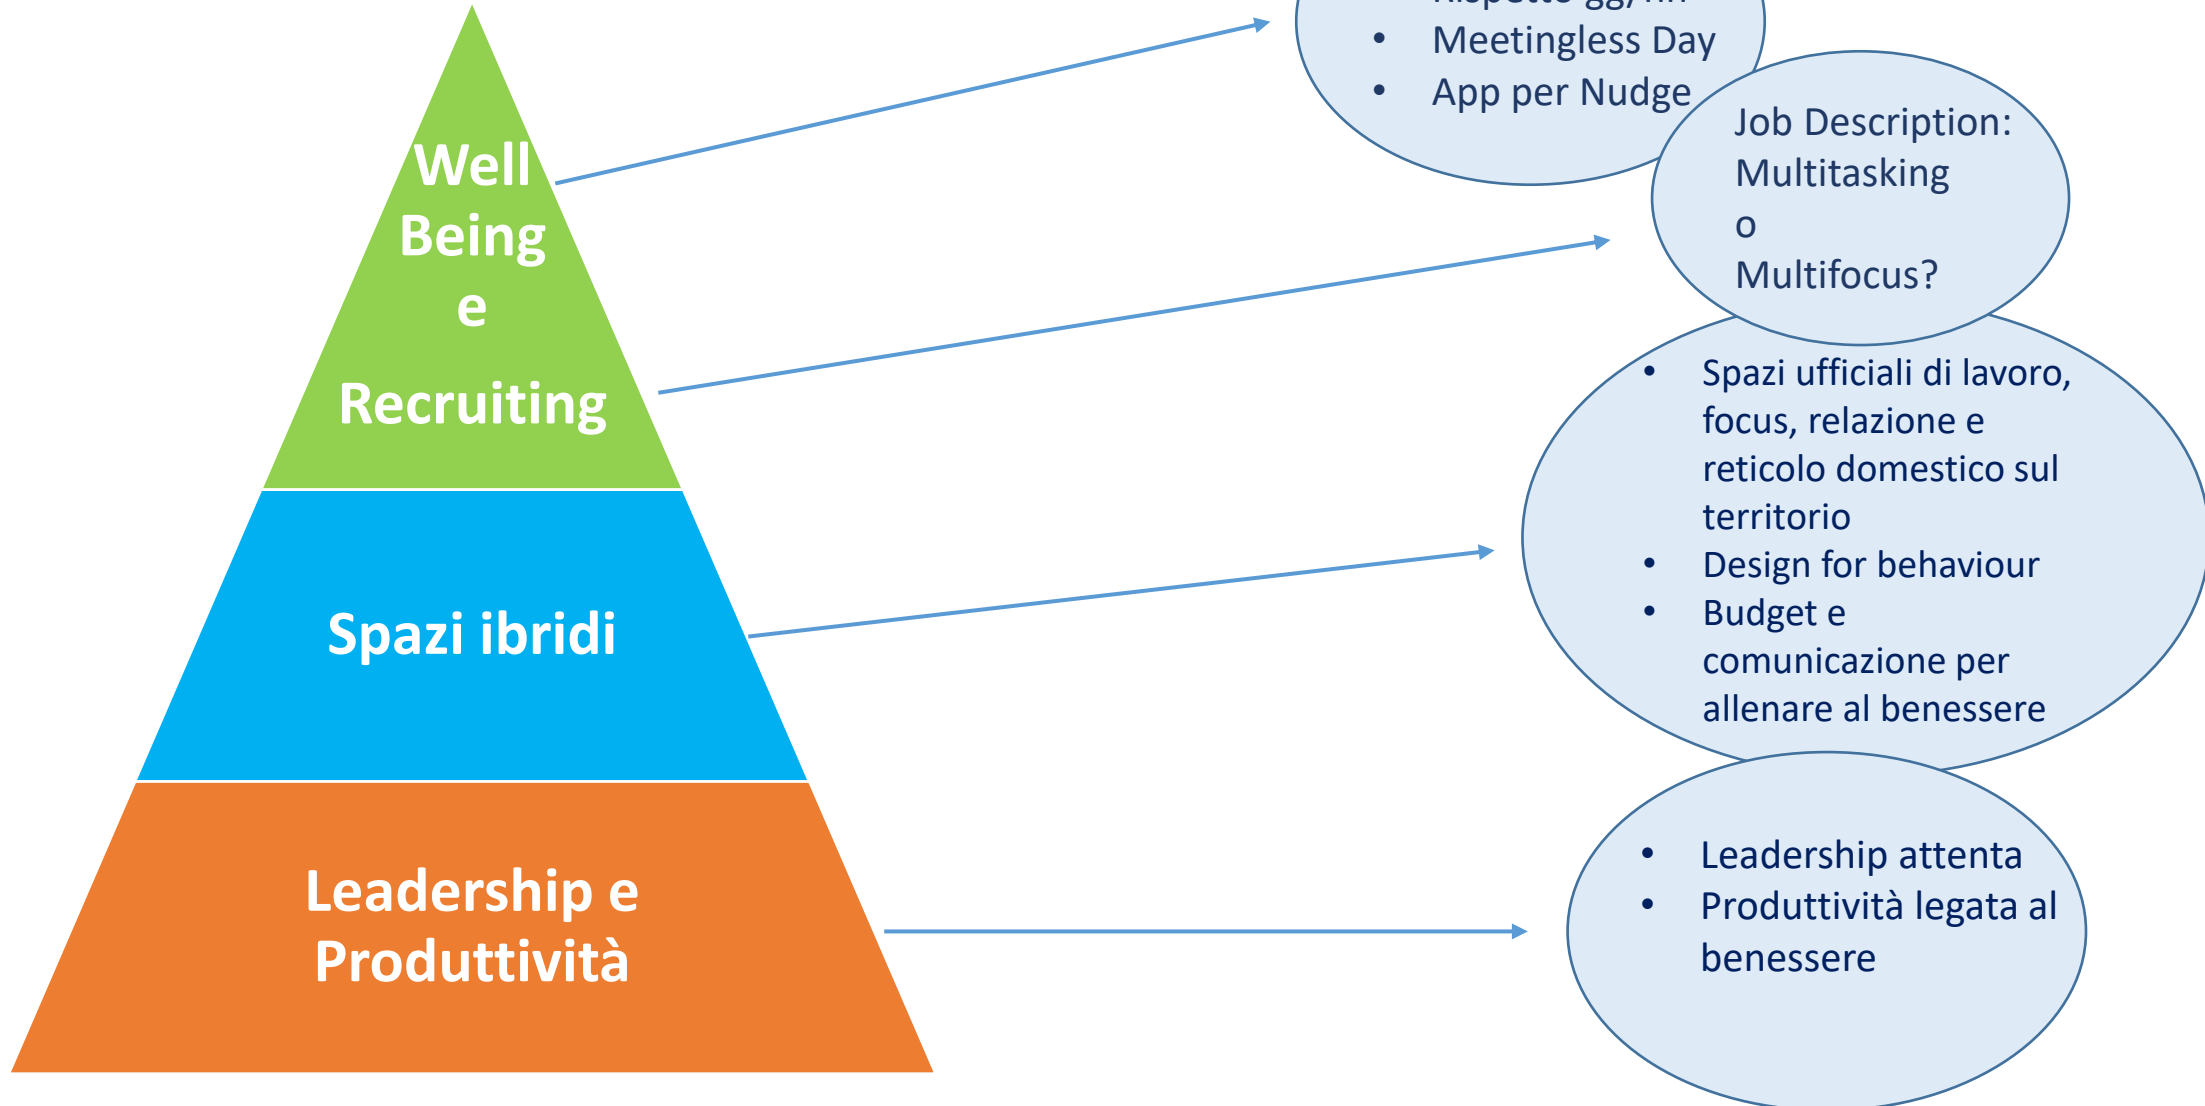 Well
Being
e
Recruiting
Spazi ibridi
Leadership e
Produttività
• Meetingless Day
• App per Nudge
Job Description:
Multitasking
o
Multifocus?
• Spazi ufficiali di lavoro,
focus, relazione e
reticolo domestico sul
territorio
• Design for behaviour
• Budget e
comunicazione per
allenare al benessere
• Leadership attenta
• Produttività legata al
benessere